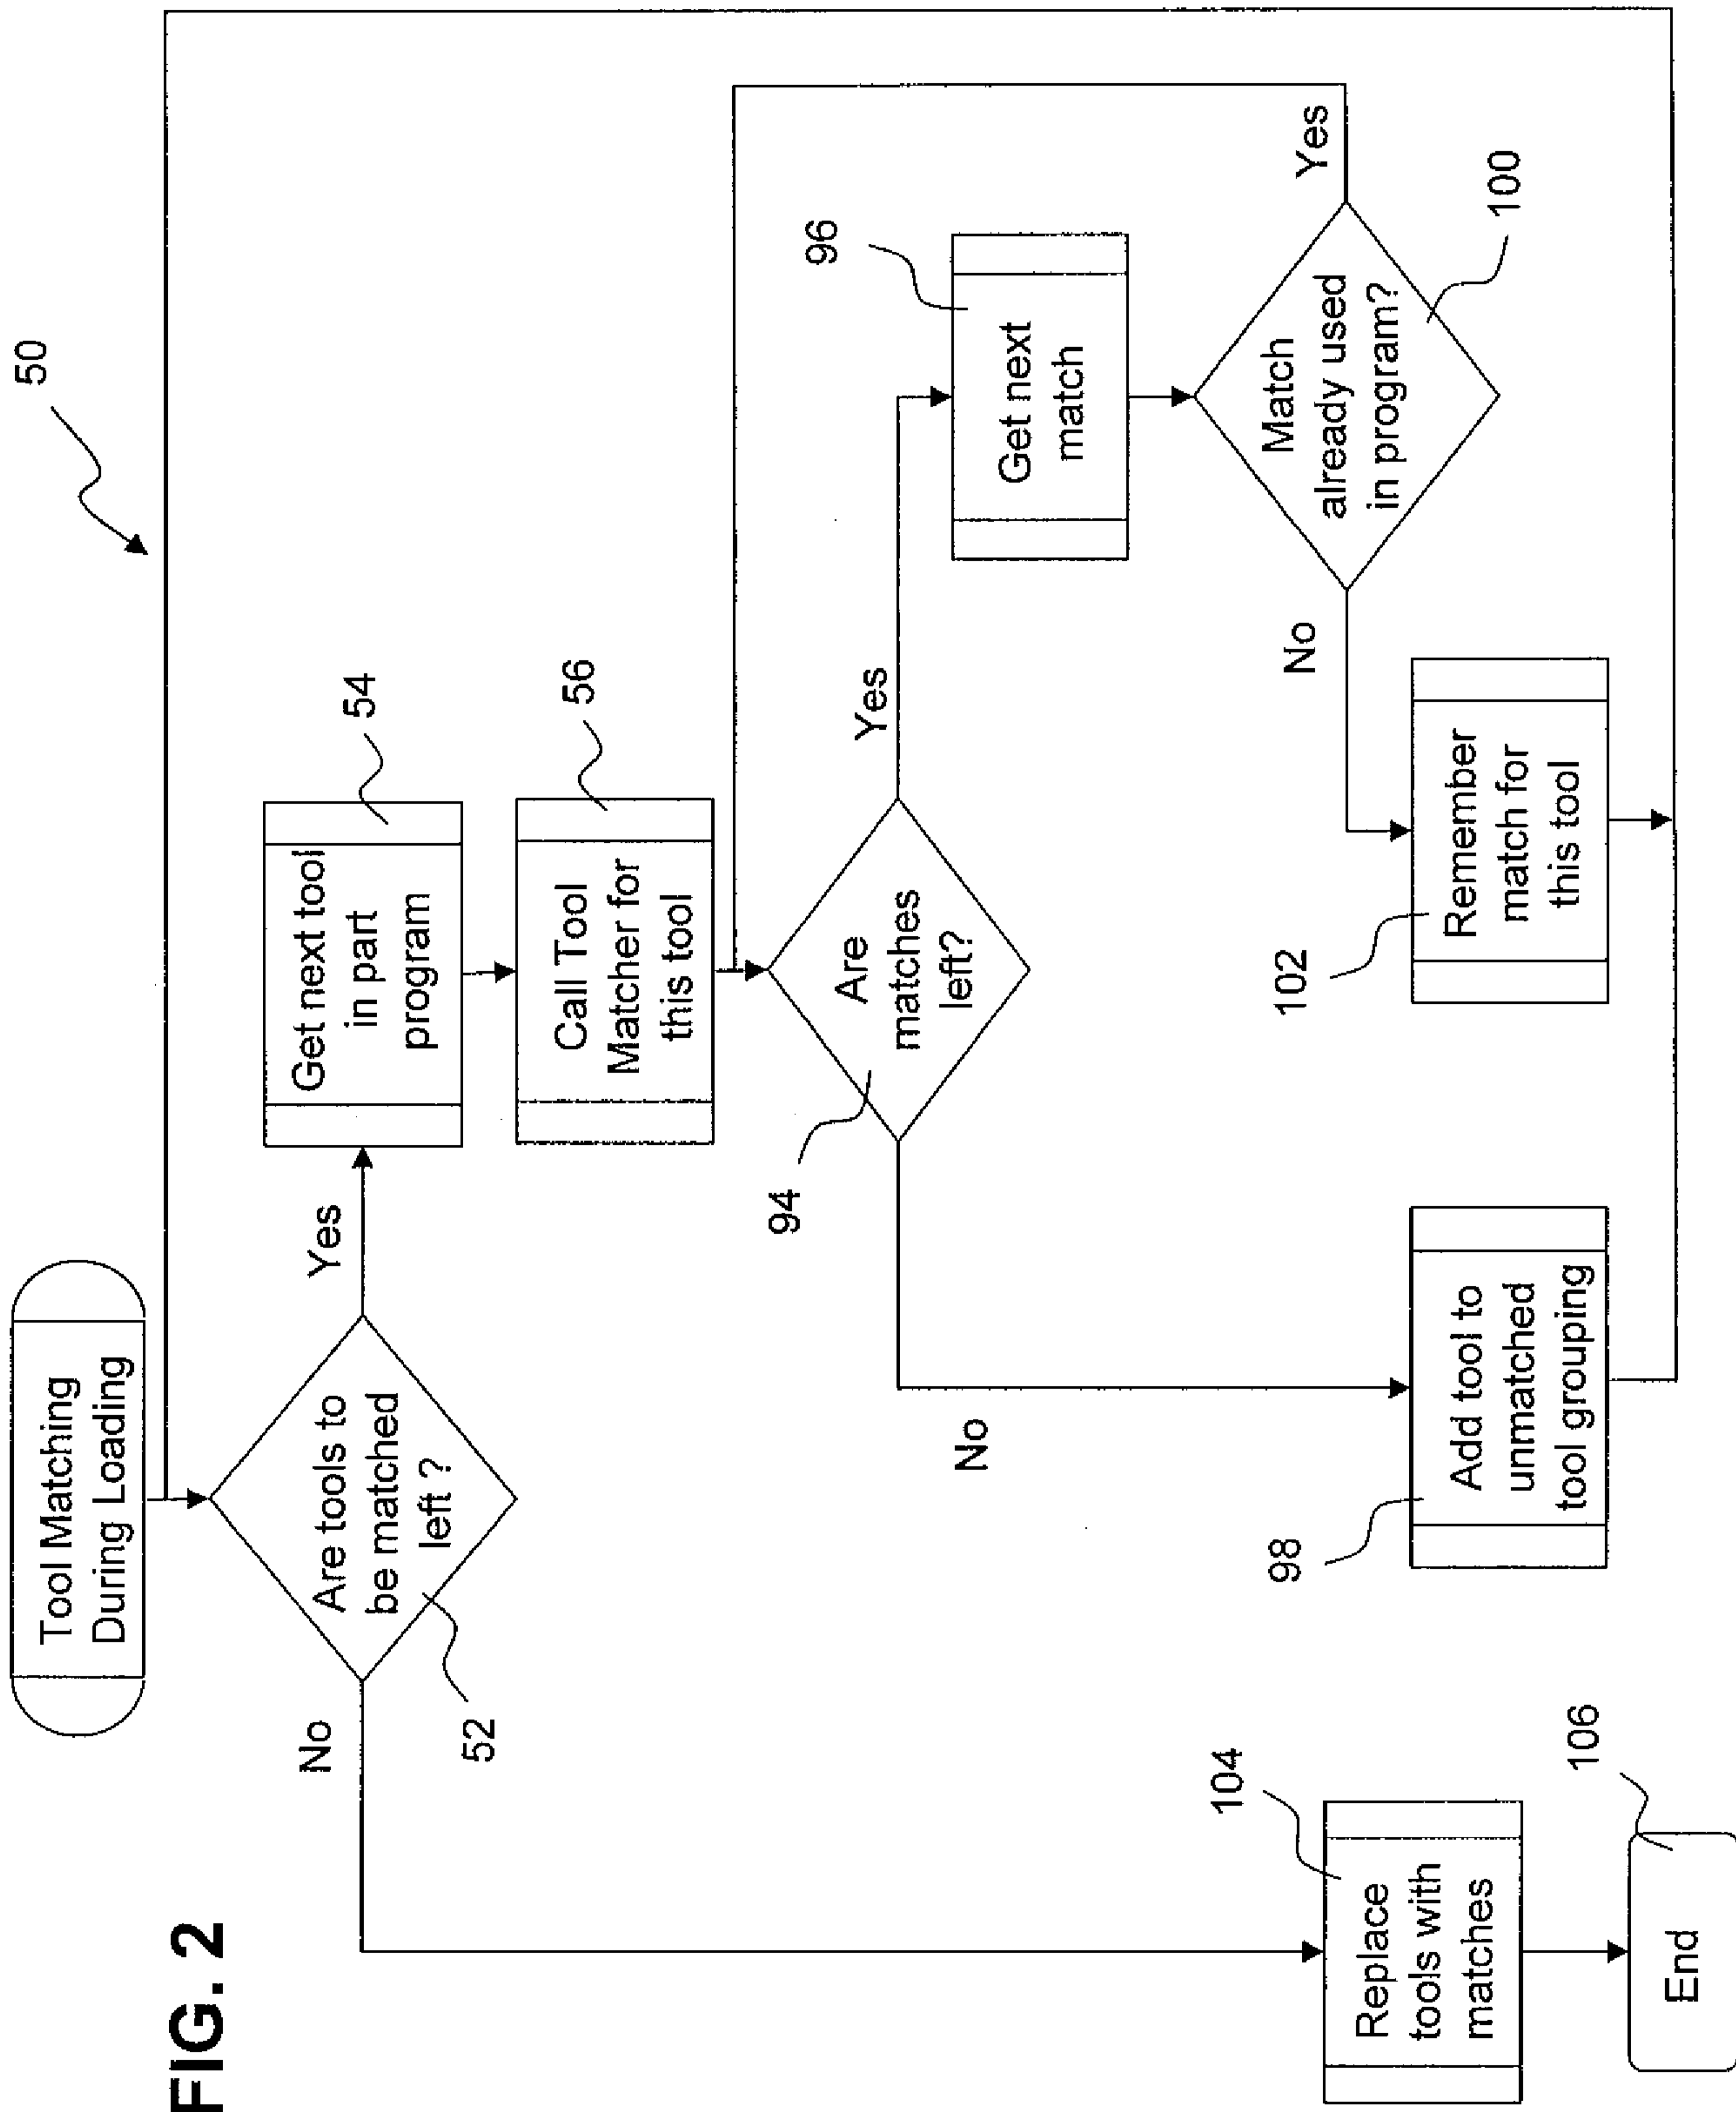 FIG. 2
50
Tool Matching
During Loading
Are tools to
be matched
left ?
52
No
Yes
Get next tool
in part
program
54
Call Tool
Matcher for
this tool
56
Are
matches
left?
94
Yes
No
Get next
match
96
Match
already used
in program?
100
Yes
No
Remember
match for
this tool
102
Add tool to
unmatched
tool grouping
98
Replace
tools with
matches
104
End
106